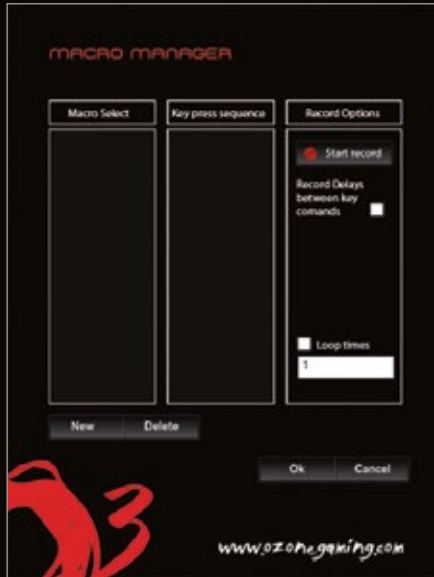 MACRO MANAGER
Macro Select
Key press sequence
Record Options
Start record
Record Delays
between key
comands
Loop times
1
New
Delete
Ok
Cancel
O3
www.ozonegaming.com